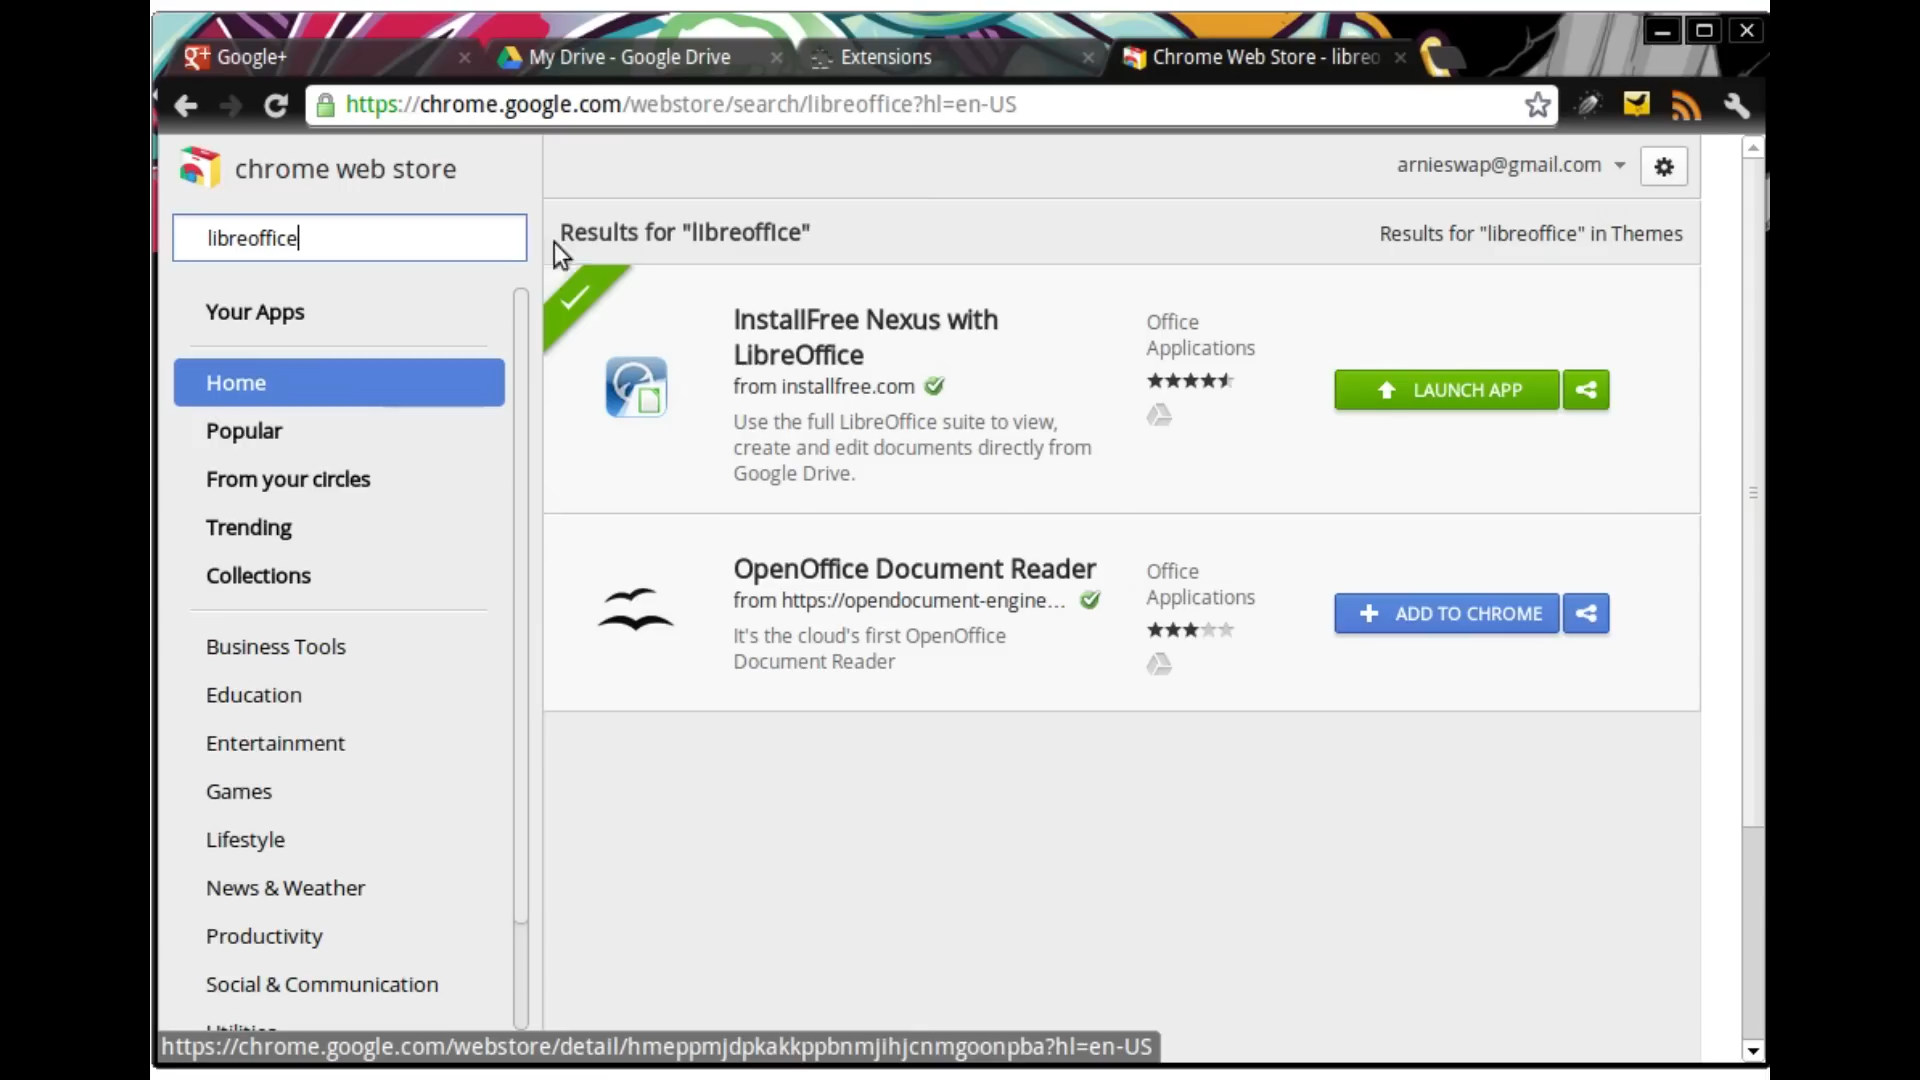 Google+
My Drive - Google Drive
Extensions
Chrome Web Store - libreo
https://chrome.google.com/webstore/search/libreoffice?hl=en-US
chrome web store
arnieswap@gmail.com
libreoffice
Results for "libreoffice"
Results for "libreoffice" in Themes
Your Apps
Home
Popular
From your circles
Trending
Collections
Business Tools
Education
Entertainment
Games
Lifestyle
News & Weather
Productivity
Social & Communication
Utilities
InstallFree Nexus with
LibreOffice
from installfree.com
Use the full LibreOffice suite to view,
create and edit documents directly from
Google Drive.
Office
Applications
LAUNCH APP
OpenOffice Document Reader
from https://opendocument-engine...
It's the cloud's first OpenOffice
Document Reader
Office
Applications
ADD TO CHROME
https://chrome.google.com/webstore/detail/hmeppmjdpkakkppbnmjihjcnmgoonpba?hl=en-US